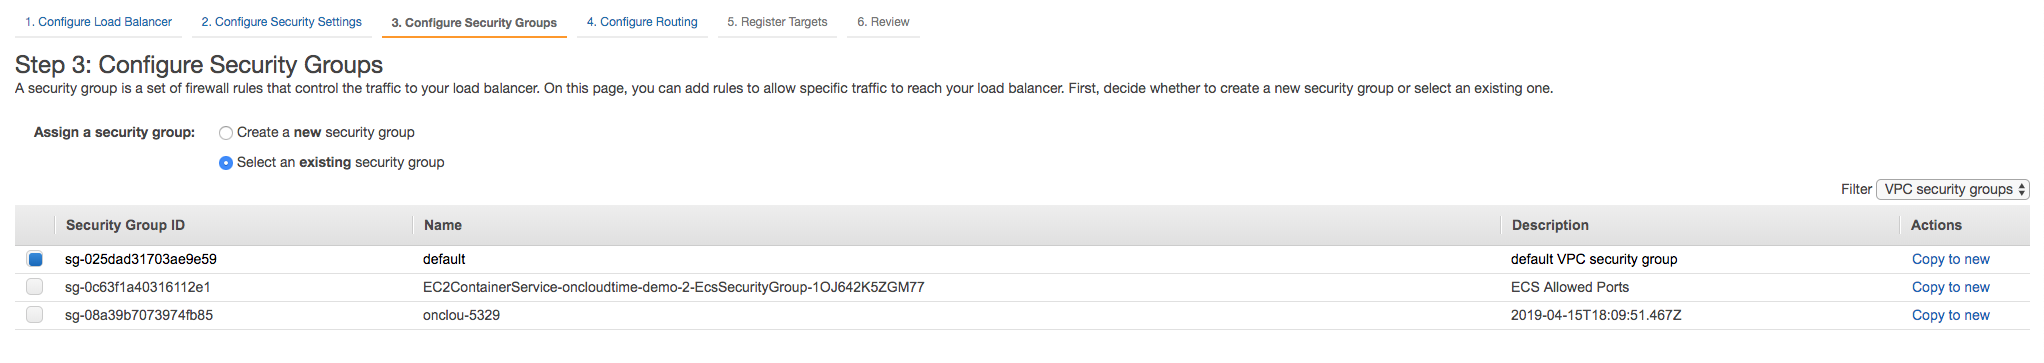 1. Configure Load Balancer 2. Configure Security Settings 3. Configure Security Groups 4. Configure Routing 5. Register Targets 6. Review
Step 3: Configure Security Groups
A security group is a set of firewall rules that control the traffic to your load balancer. On this page, you can add rules to allow specific traffic to reach your load balancer. First, decide whether to create a new security group or select an existing one.
Assign a security group: Create a new security group
Select an existing security group
Filter VPC security groups
Security Group ID Name Description Actions
sg-025dad31703ae9e59 default default VPC security group Copy to new
sg-0c63f1a40316112e1 EC2ContainerService-oncloudtime-demo-2-EcsSecurityGroup-1OJ642K5ZGM77 ECS Allowed Ports Copy to new
sg-08a39b7073974fb85 onclou-5329 2019-04-15T18:09:51.467Z Copy to new